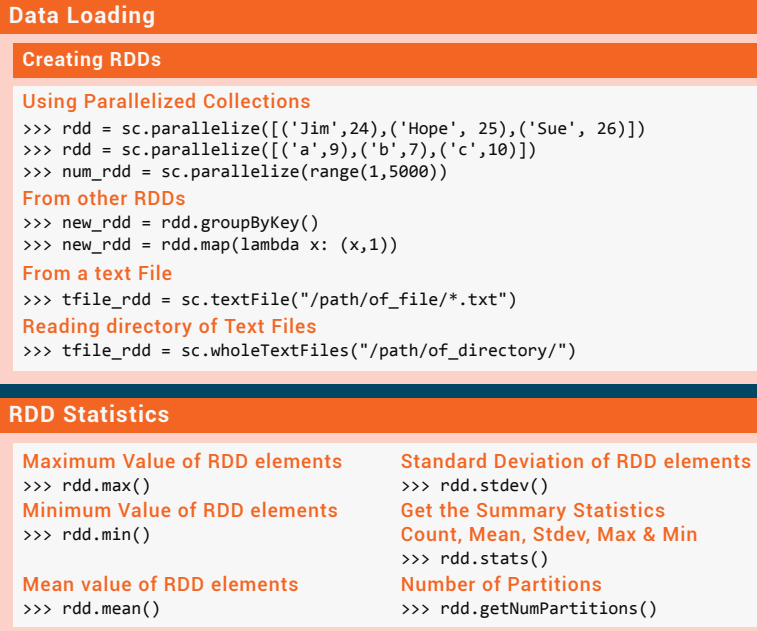 Data Loading
Creating RDDs
Using Parallelized Collections
>>> rdd = sc.parallelize([('Jim',24),('Hope', 25),('Sue', 26)])
>>> rdd = sc.parallelize([('a',9),('b',7),('c',10)])
>>> num_rdd = sc.parallelize(range(1,5000))
From other RDDs
>>> new_rdd = rdd.groupByKey()
>>> new_rdd = rdd.map(lambda x: (x,1))
From a text File
>>> tfile_rdd = sc.textFile("/path/of_file/*.txt")
Reading directory of Text Files
>>> tfile_rdd = sc.wholeTextFiles("/path/of_directory/")
RDD Statistics
Maximum Value of RDD elements
>>> rdd.max()
Minimum Value of RDD elements
>>> rdd.min()
Mean value of RDD elements
>>> rdd.mean()
Standard Deviation of RDD elements
>>> rdd.stdev()
Get the Summary Statistics
Count, Mean, Stdev, Max & Min
>>> rdd.stats()
Number of Partitions
>>> rdd.getNumPartitions()